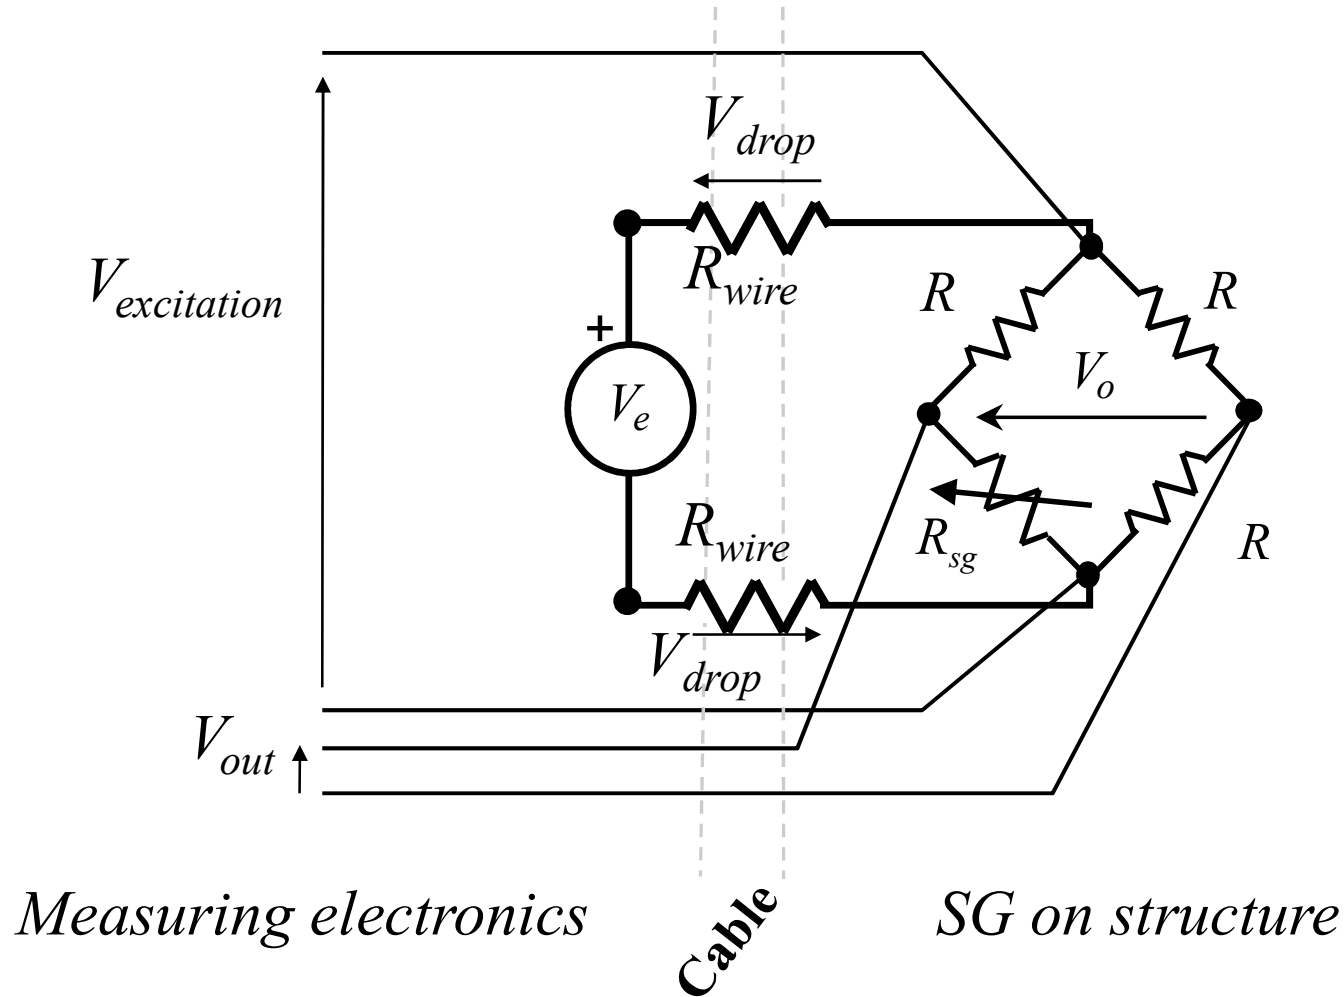 V_drop
R_wire
V_excitation
R
R
+
V_o
V_e
R_wire
R_sg
R
V_drop
V_out
Measuring electronics
Cable
SG on structure